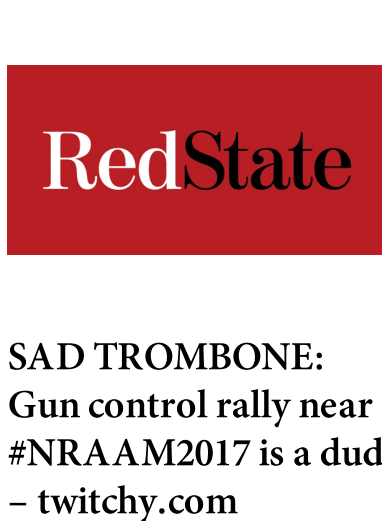 RedState
SAD TROMBONE:
Gun control rally near
#NRAAM2017 is a dud
– twitchy.com